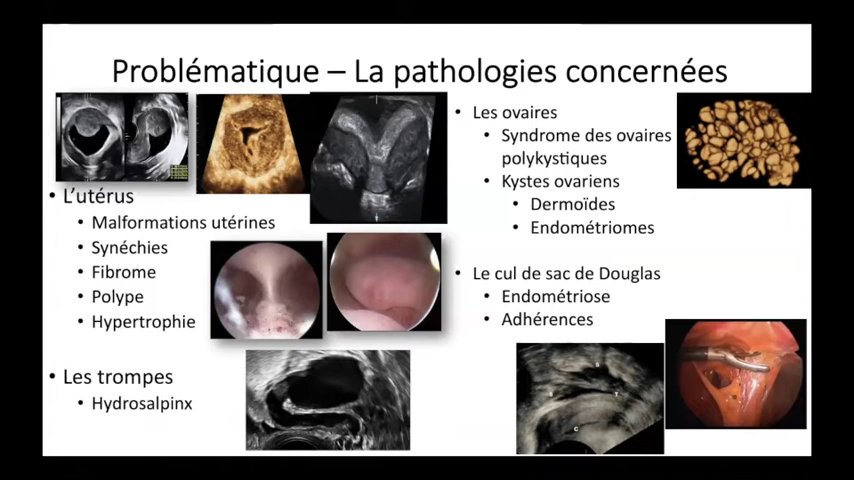 Problématique – La pathologies concernées
• L'utérus
• Malformations utérines
• Synéchies
• Fibrome
• Polype
• Hypertrophie
• Les trompes
• Hydrosalpinx
• Les ovaires
• Syndrome des ovaires
polykystiques
• Kystes ovariens
• Dermoïdes
• Endométriomes
• Le cul de sac de Douglas
• Endométriose
• Adhérences